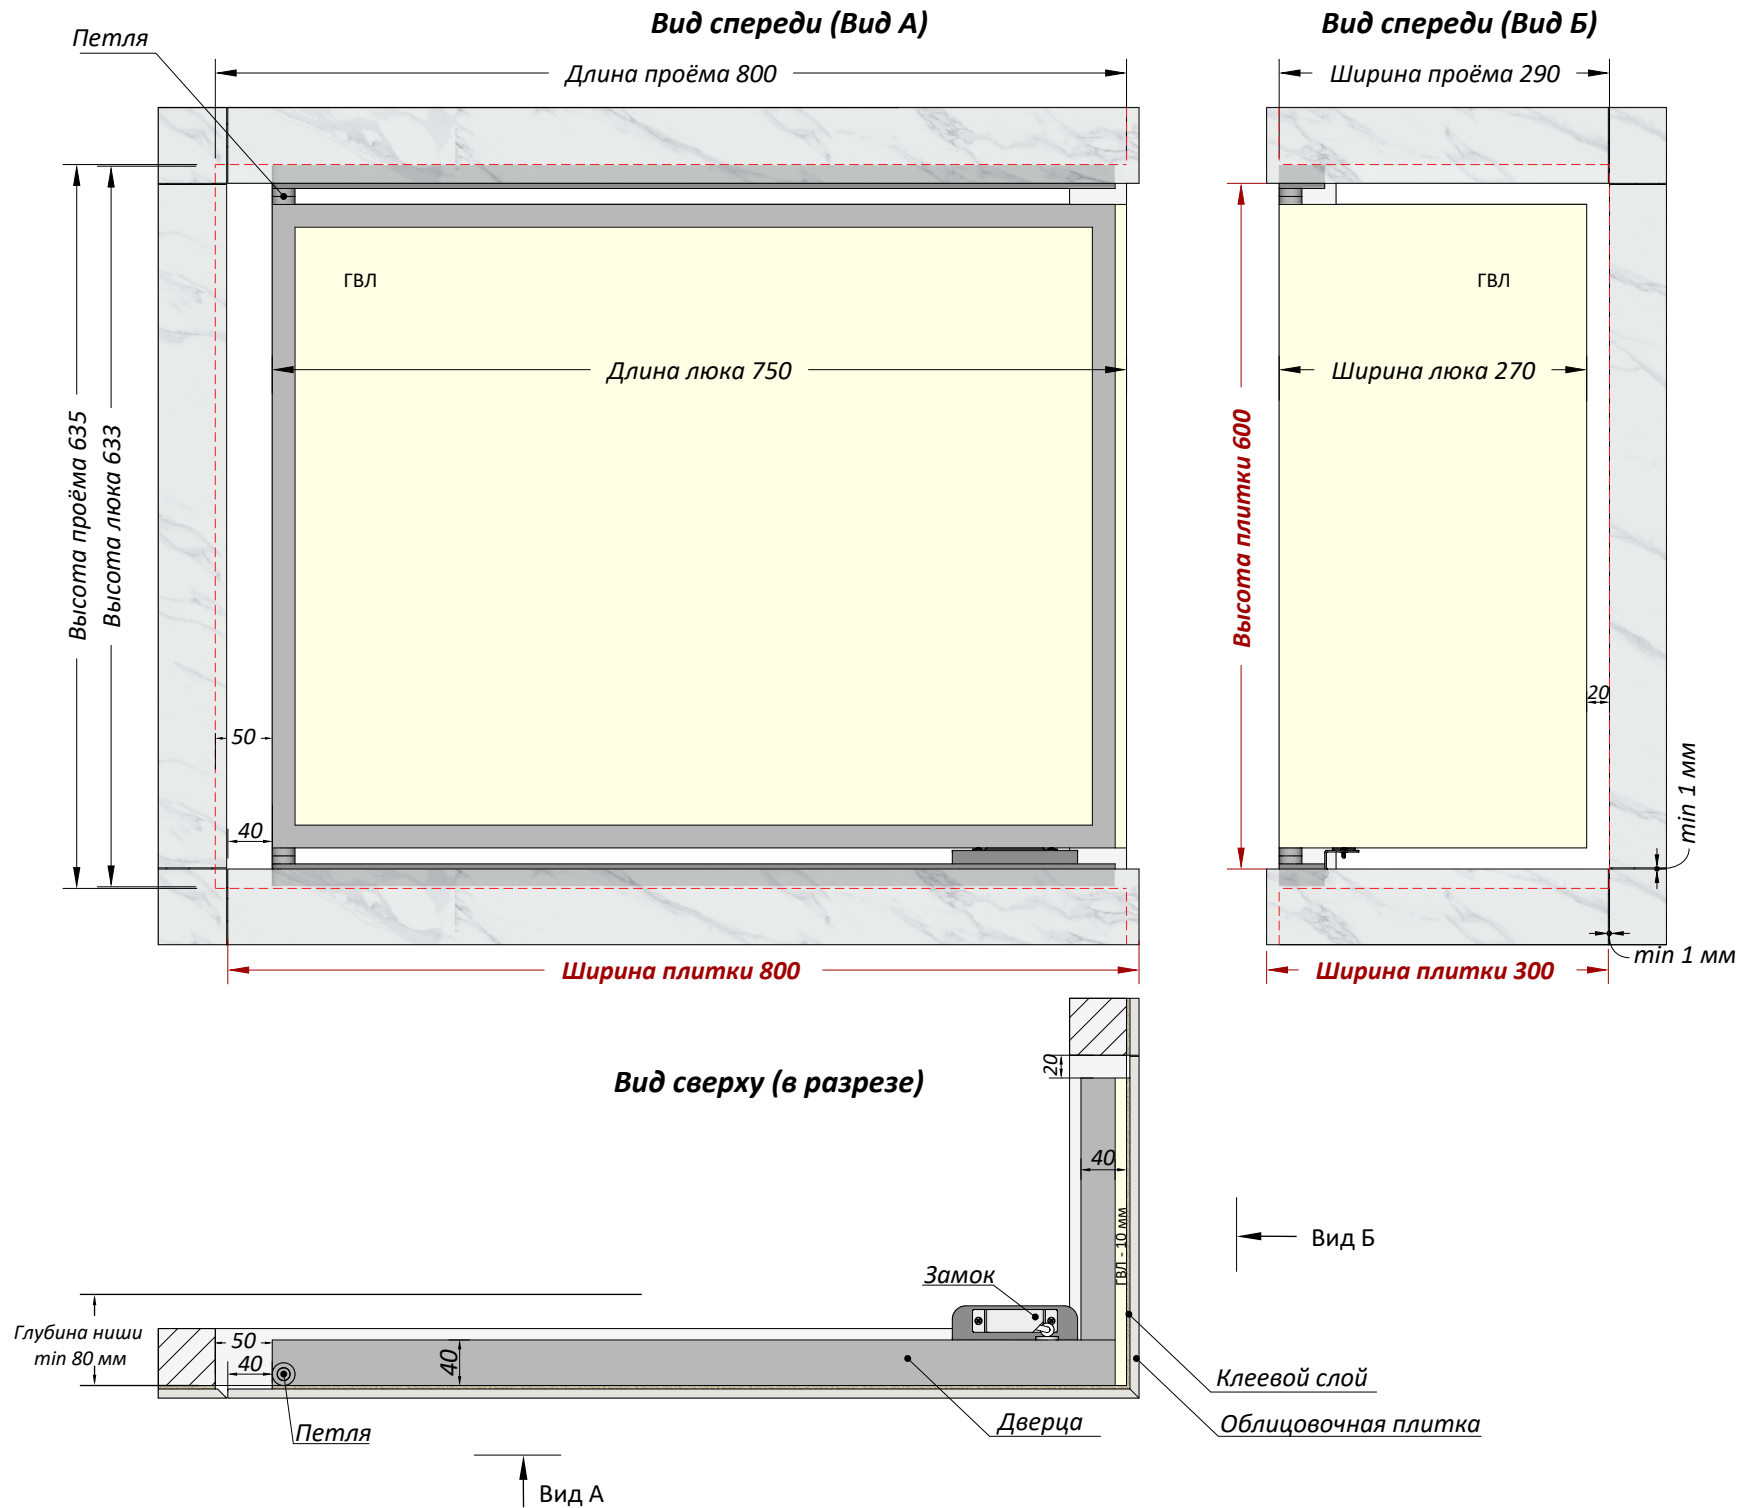 Вид спереди (Вид А)
Вид спереди (Вид Б)
Петля
Длина проёма 800
Ширина проёма 290
ГВЛ
ГВЛ
Длина люка 750
Ширина люка 270
Высота проёма 635
Высота люка 633
Высота плитки 600
20
50
40
min 1 мм
min 1 мм
Ширина плитки 800
Ширина плитки 300
Вид сверху (в разрезе)
20
40
ГВЛ - 10 мм
Вид Б
Замок
Глубина ниши
min 80 мм
50
40
40
Клеевой слой
Петля
Дверца
Облицовочная плитка
Вид А